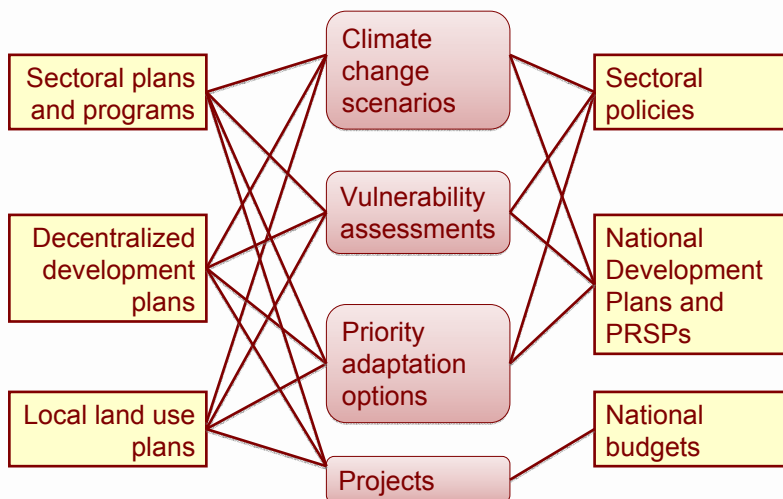 Sectoral plans
and programs
Decentralized
development
plans
Local land use
plans
Climate
change
scenarios
Vulnerability
assessments
Priority
adaptation
options
Projects
Sectoral
policies
National
Development
Plans and
PRSPs
National
budgets